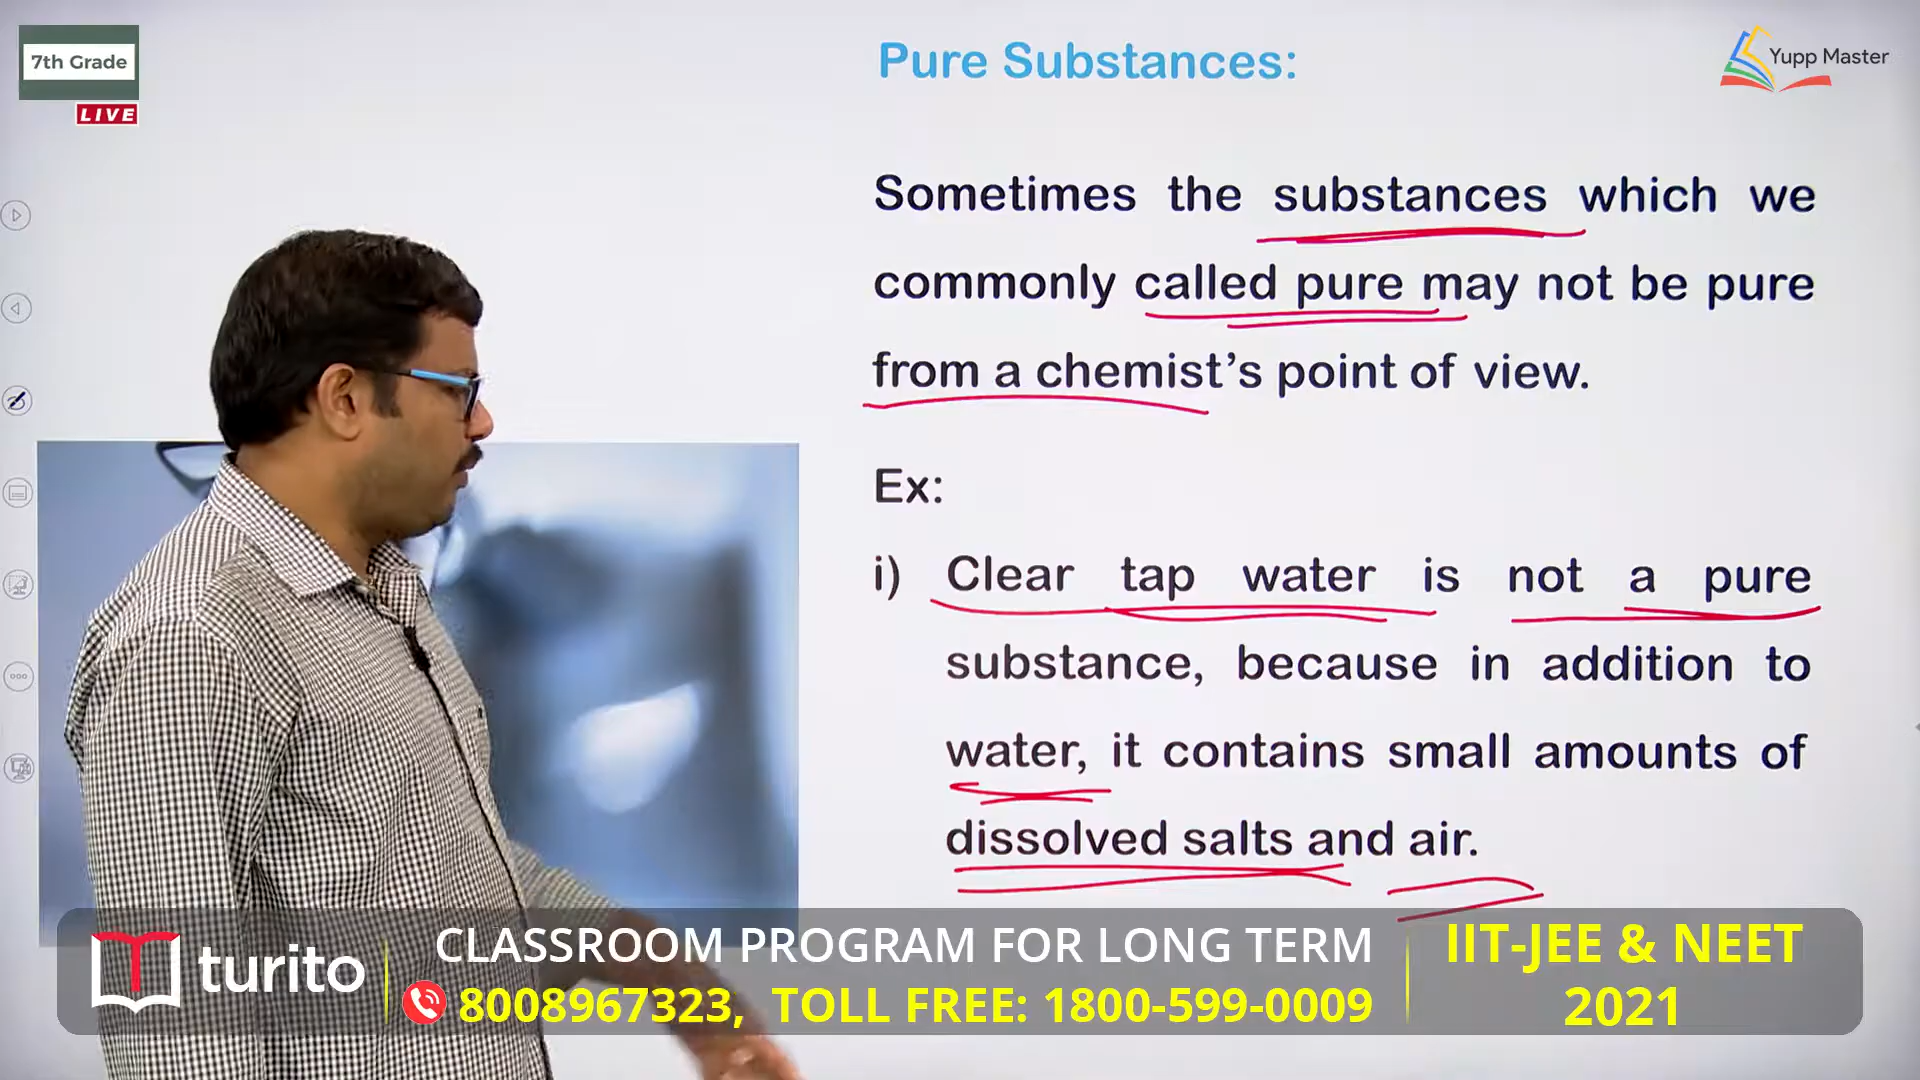 7th Grade
LIVE
Pure Substances:
Yupp Master
Sometimes the substances which we
commonly called pure may not be pure
from a chemist's point of view.
Ex:
i) Clear tap water is not a pure
substance, because in addition to
water, it contains small amounts of
dissolved salts and air.
turito
CLASSROOM PROGRAM FOR LONG TERM
8008967323, TOLL FREE: 1800-599-0009
IIT-JEE & NEET
2021